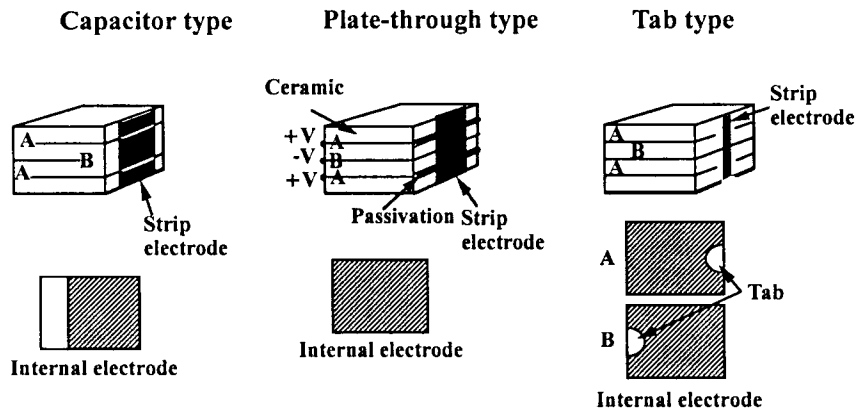 Capacitor type
Plate-through type
Tab type
A
B
A
Strip
electrode
Internal electrode
Ceramic
+V
-V
+V
A
B
A
Passivation
Strip
electrode
Internal electrode
Strip
electrode
A
B
A
A
Tab
B
Internal electrode